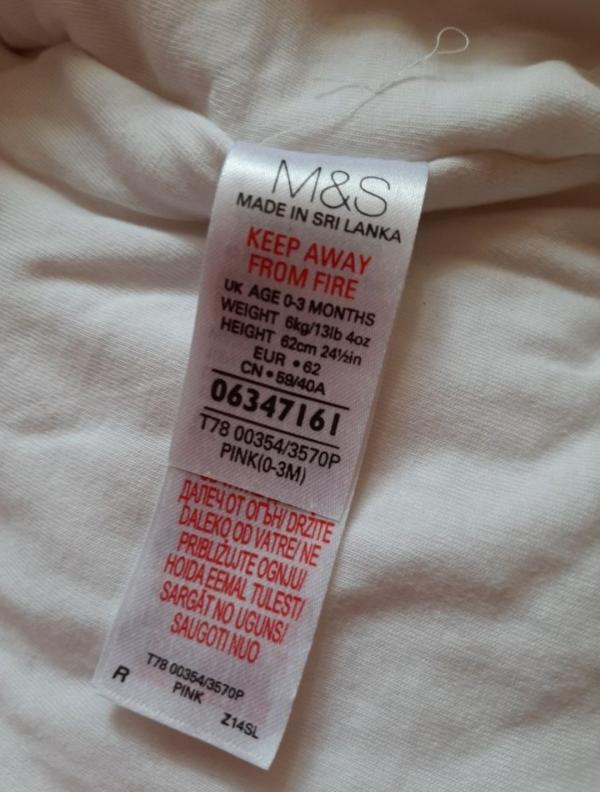 M&S
MADE IN SRI LANKA
KEEP AWAY
FROM FIRE
UK AGE 0-3 MONTHS
WEIGHT 6kg/13lb 4oz
HEIGHT 62cm 24½in
EUR • 62
CN • 59/40A
06347161
T78 00354/3570P
PINK(0-3M)
ДАЛЕЧ ОТ ОГЪН/ DRŽITE
DALEKO OD VATRE/ NE
PRIBLIŽUJTE OGNJU/
HOIDA EEMAL TULEST/
SARGĀT NO UGUNS/
SAUGOTI NUO
T78 00354/3570P
PINK
R
Z14SL